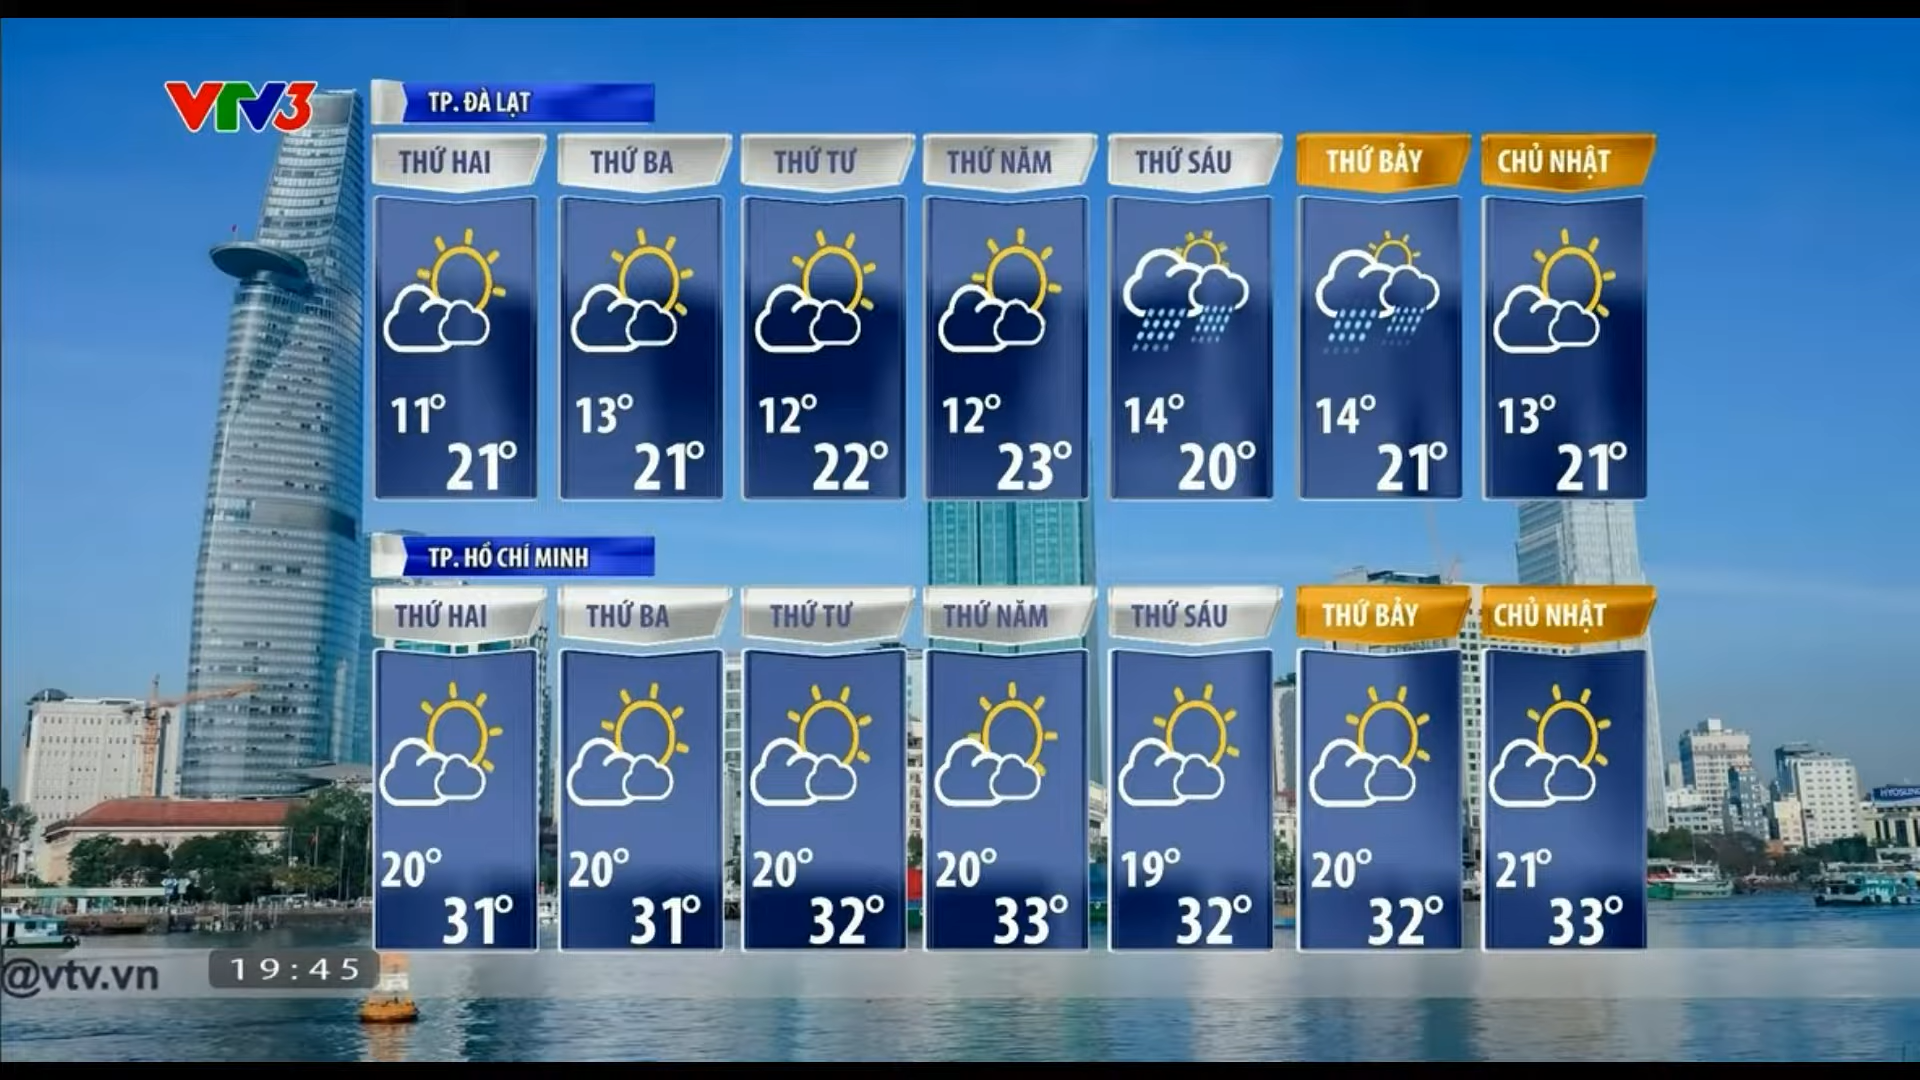 VTV3
TP. ĐÀ LẠT
THỨ HAI THỨ BA THỨ TƯ THỨ NĂM THỨ SÁU THỨ BẢY CHỦ NHẬT
11° 13° 12° 12° 14° 14° 13°
21° 21° 22° 23° 20° 21° 21°
TP. HỒ CHÍ MINH
THỨ HAI THỨ BA THỨ TƯ THỨ NĂM THỨ SÁU THỨ BẢY CHỦ NHẬT
20° 20° 20° 20° 19° 20° 21°
31° 31° 32° 33° 32° 32° 33°
HYOSUNG
@vtv.vn 19:45